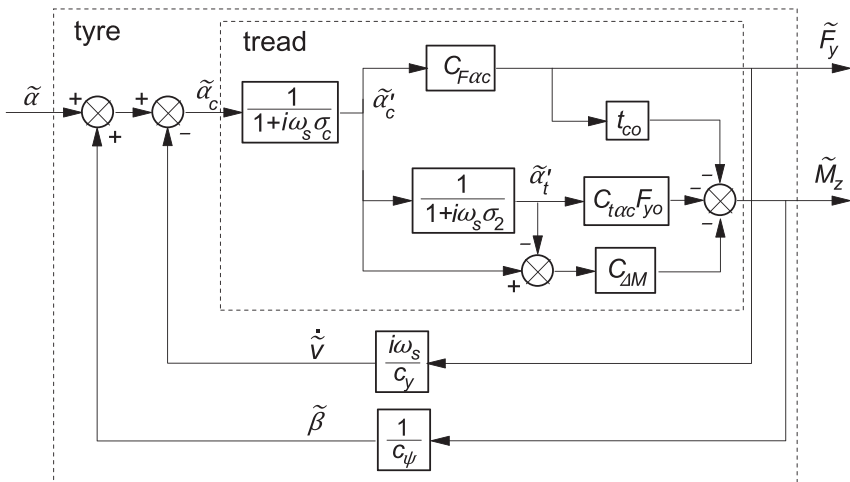 tyre
tread
F̃y
CFαc
α̃
+
+
+
−
α̃c
1
1+iωsσc
α̃c'
tco
+
−
M̃z
1
1+iωsσ2
α̃t'
CtαcFyo
−
−
−
+
CΔM
ṽ̇
iωs
cy
β̃
1
cψ